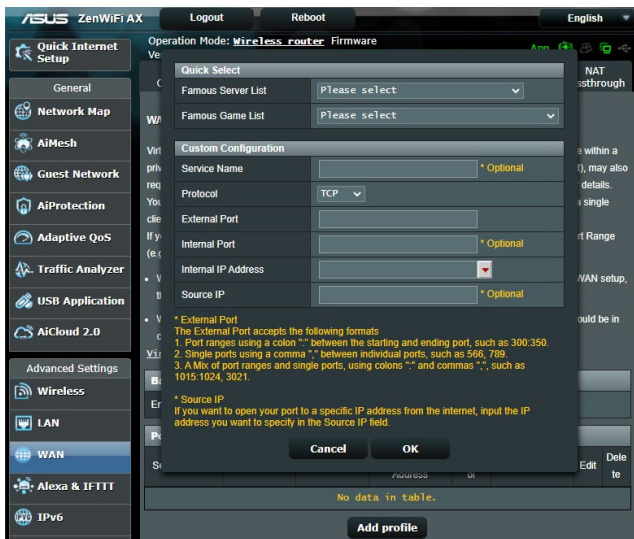 ASUS ZenWiFi AX Logout Reboot English
Quick Internet Setup
Operation Mode: Wireless router Firmware
App
General
Network Map
AiMesh
Guest Network
AiProtection
Adaptive QoS
Traffic Analyzer
USB Application
AiCloud 2.0
Advanced Settings
Wireless
LAN
WAN
Alexa & IFTTT
IPv6
NAT
Quick Select
Famous Server List Please select
Famous Game List Please select
Custom Configuration
Service Name * Optional
Protocol TCP
External Port
Internal Port * Optional
Internal IP Address
Source IP * Optional
* External Port
The External Port accepts the following formats
1. Port ranges using a colon ":" between the starting and ending port, such as 300:350.
2. Single ports using a comma "," between individual ports, such as 566, 789.
3. A Mix of port ranges and single ports, using colons ":" and commas ",", such as
1015:1024, 3021.
* Source IP
If you want to open your port to a specific IP address from the internet, input the IP
address you want to specify in the Source IP field.
Cancel OK
e within a
may also
details.
a single
rt Range
WAN setup,
ould be in
Address Edit Delete
No data in table.
Add profile